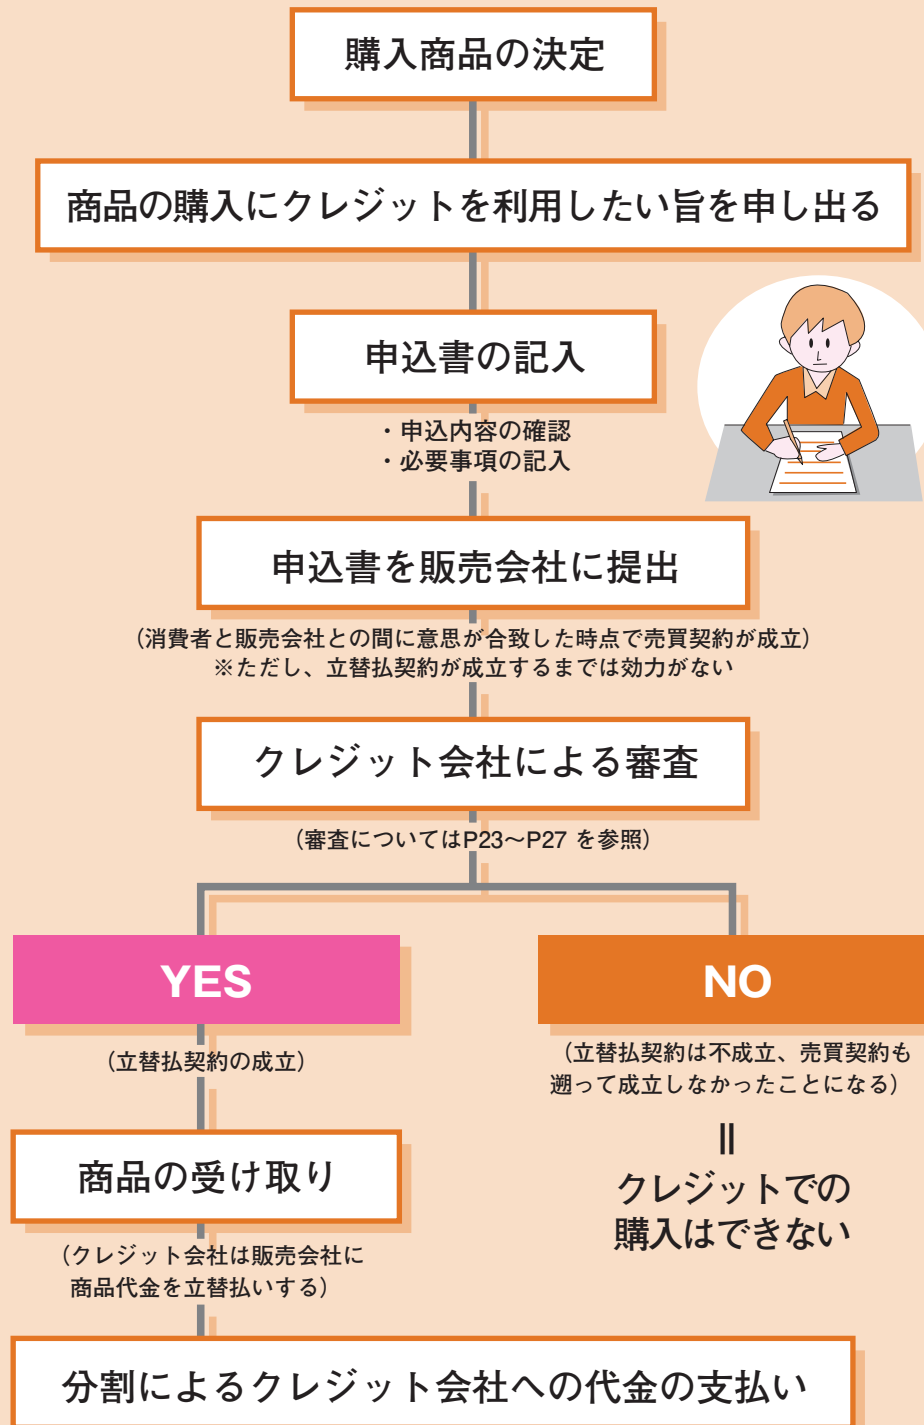 購入商品の決定
商品の購入にクレジットを利用したい旨を申し出る
申込書の記入
・申込内容の確認
・必要事項の記入
申込書を販売会社に提出
（消費者と販売会社との間に意思が合致した時点で売買契約が成立）
※ただし、立替払契約が成立するまでは効力がない
クレジット会社による審査
（審査についてはP23〜P27 を参照）
YES
（立替払契約の成立）
商品の受け取り
（クレジット会社は販売会社に
商品代金を立替払いする）
NO
（立替払契約は不成立、売買契約も
遡って成立しなかったことになる）
＝
クレジットでの
購入はできない
分割によるクレジット会社への代金の支払い